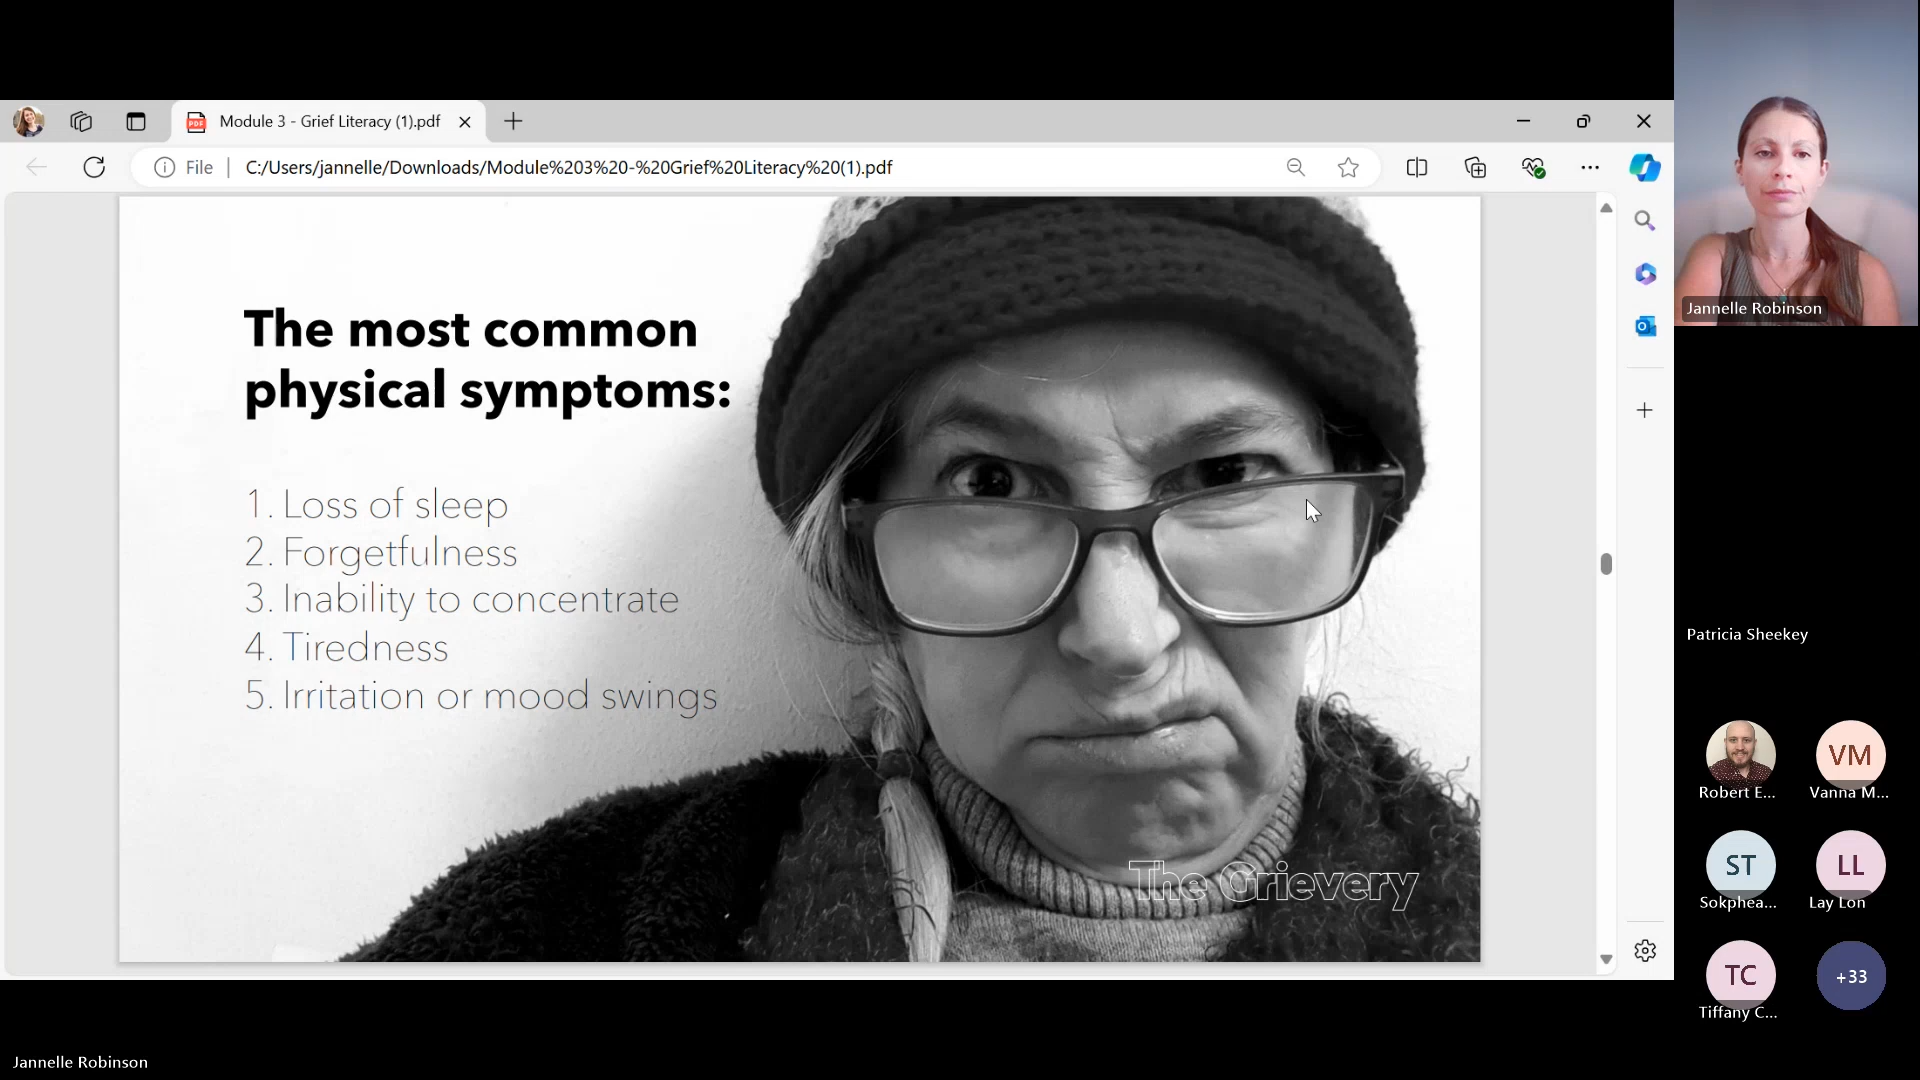 Module 3 - Grief Literacy (1).pdf
File
C:/Users/jannelle/Downloads/Module%203%20-%20Grief%20Literacy%20(1).pdf
The most common
physical symptoms:
1. Loss of sleep
2. Forgetfulness
3. Inability to concentrate
4. Tiredness
5. Irritation or mood swings
The Grievery
Jannelle Robinson
Patricia Sheekey
Robert E...
VM
Vanna M...
ST
Sokphea...
LL
Lay Lon
TC
Tiffany C...
+33
Jannelle Robinson